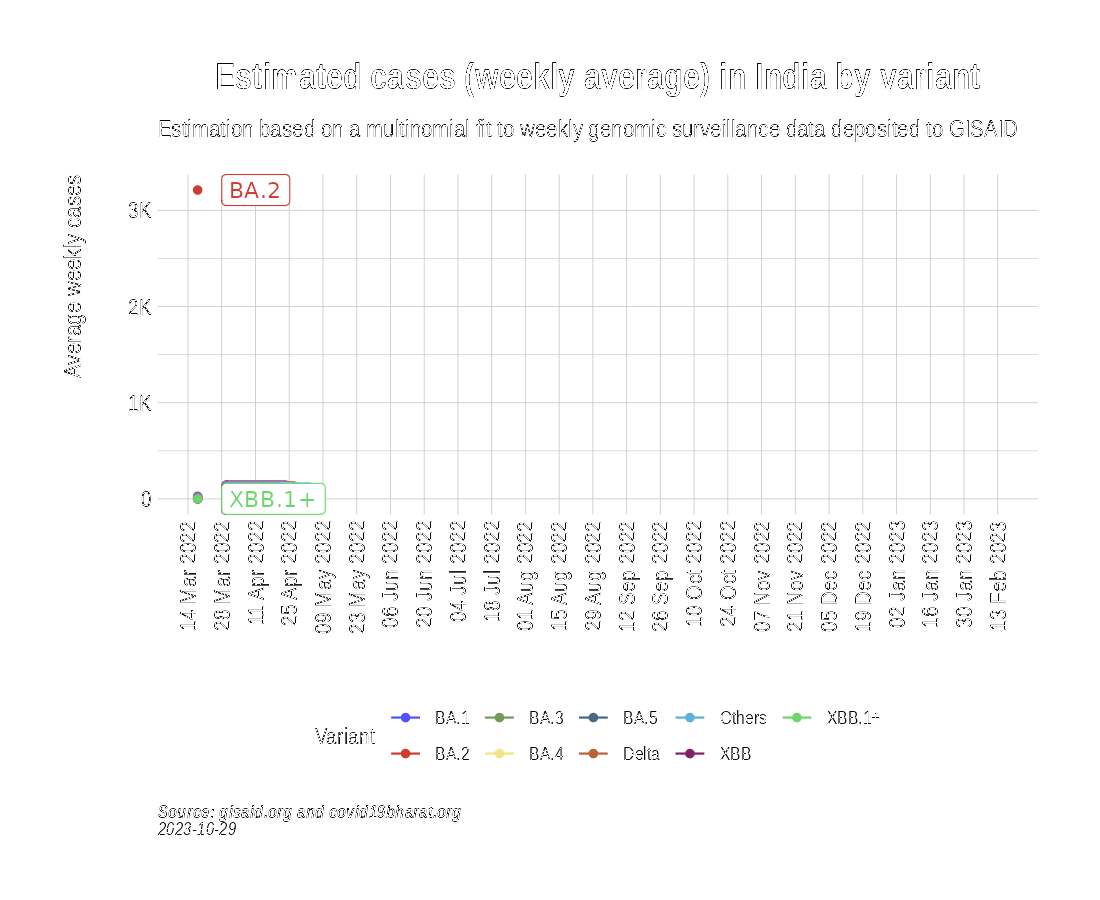 Estimated cases (weekly average) in India by variant
Estimation based on a multinomial fit to weekly genomic surveillance data deposited to GISAID
Average weekly cases
BA.2
3K
2K
1K
0
XBB.1+
14 Mar 2022
28 Mar 2022
11 Apr 2022
25 Apr 2022
09 May 2022
23 May 2022
06 Jun 2022
20 Jun 2022
04 Jul 2022
18 Jul 2022
01 Aug 2022
15 Aug 2022
29 Aug 2022
12 Sep 2022
26 Sep 2022
10 Oct 2022
24 Oct 2022
07 Nov 2022
21 Nov 2022
05 Dec 2022
19 Dec 2022
02 Jan 2023
16 Jan 2023
30 Jan 2023
13 Feb 2023
Variant
BA.1 BA.3 BA.5 Others XBB.1+
BA.2 BA.4 Delta XBB
Source: gisaid.org and covid19bharat.org
2023-10-29